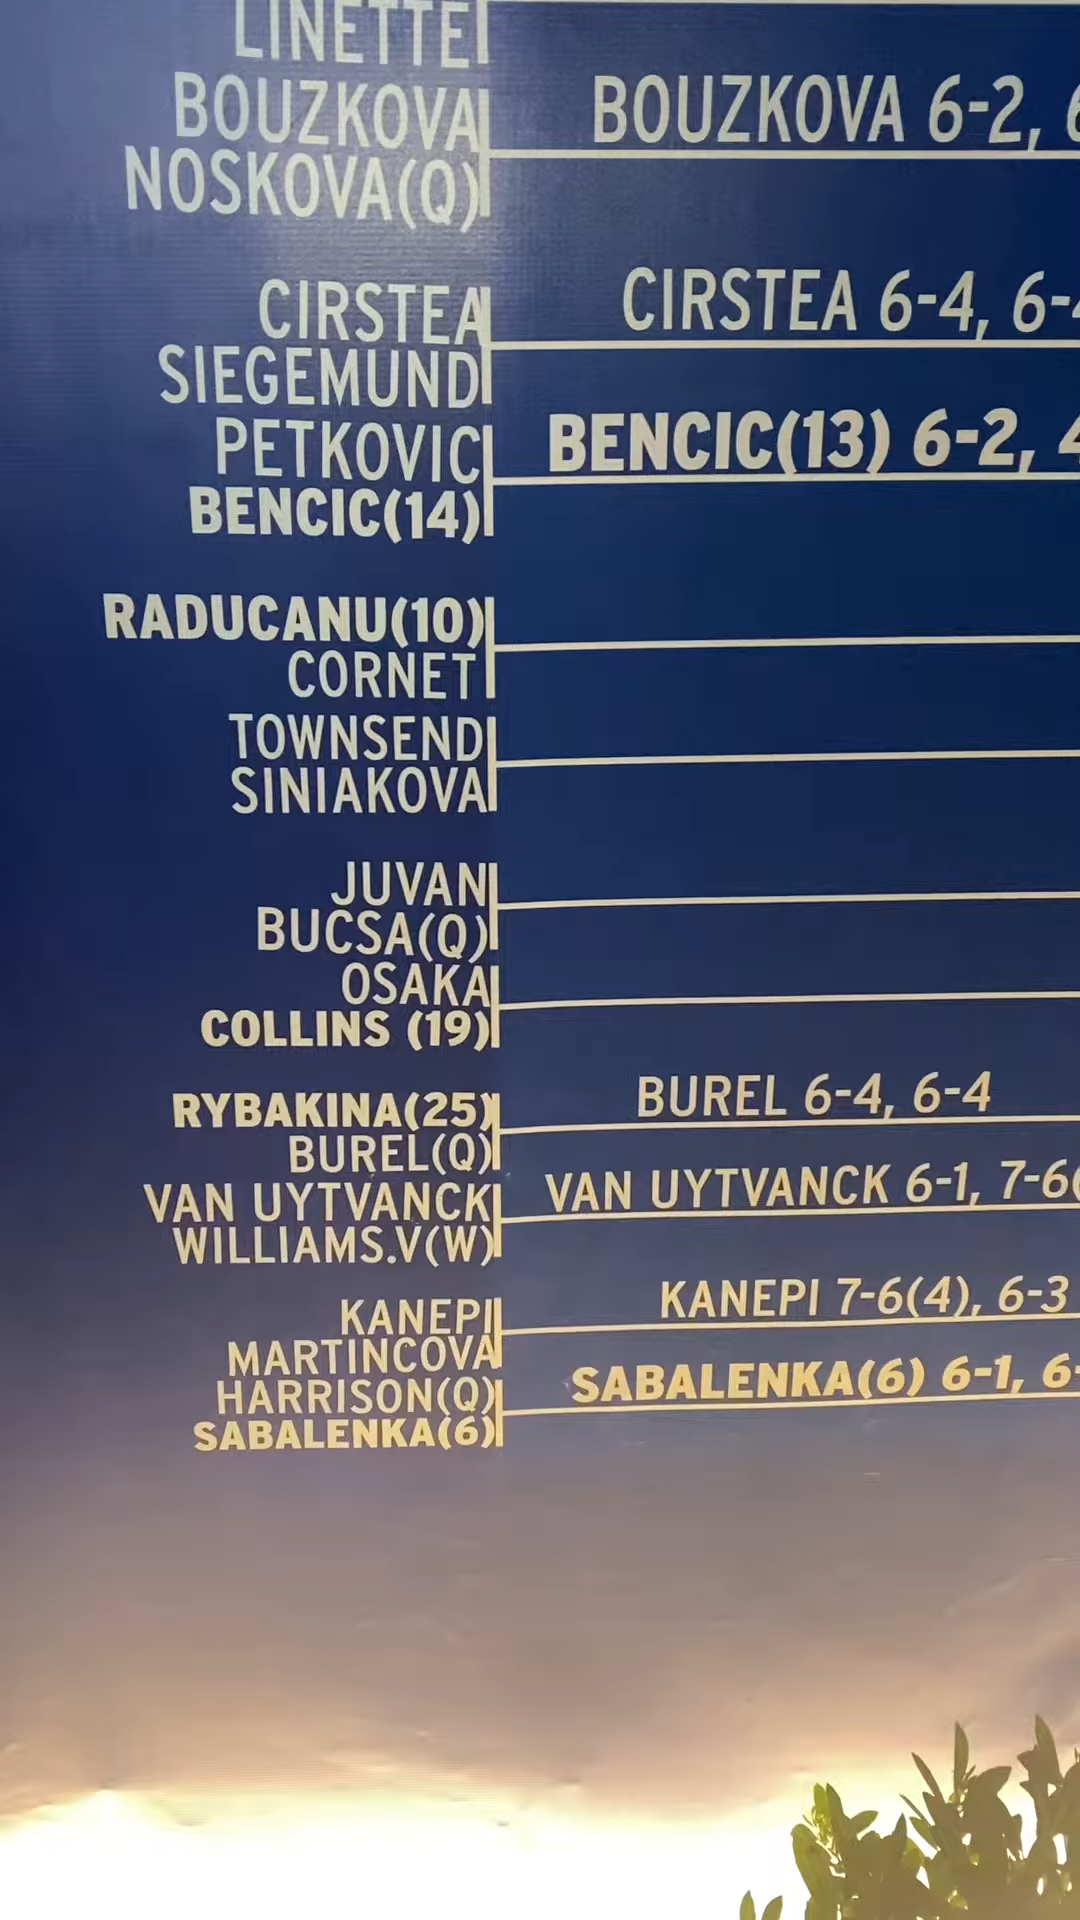 LINETTE
BOUZKOVA
BOUZKOVA 6-2,
NOSKOVA(Q)
CIRSTEA
CIRSTEA 6-4, 6-
SIEGEMUND
PETKOVIC
BENCIC(13) 6-2, 4
BENCIC(14)
RADUCANU(10)
CORNET
TOWNSEND
SINIAKOVA
JUVAN
BUCSA(Q)
OSAKA
COLLINS (19)
RYBAKINA(25)
BUREL 6-4, 6-4
BUREL(Q)
VAN UYTVANCK
VAN UYTVANCK 6-1, 7-6(
WILLIAMS.V(W)
KANEPI
KANEPI 7-6(4), 6-3
MARTINCOVA
HARRISON(Q)
SABALENKA(6) 6-1, 6-
SABALENKA(6)